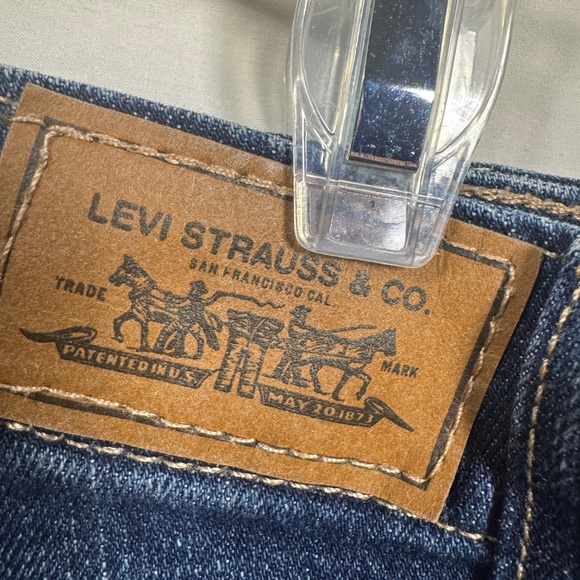 LEVI STRAUSS & CO.
SAN FRANCISCO CAL.
TRADE MARK
PATENTED IN U.S. MAY 20 1873